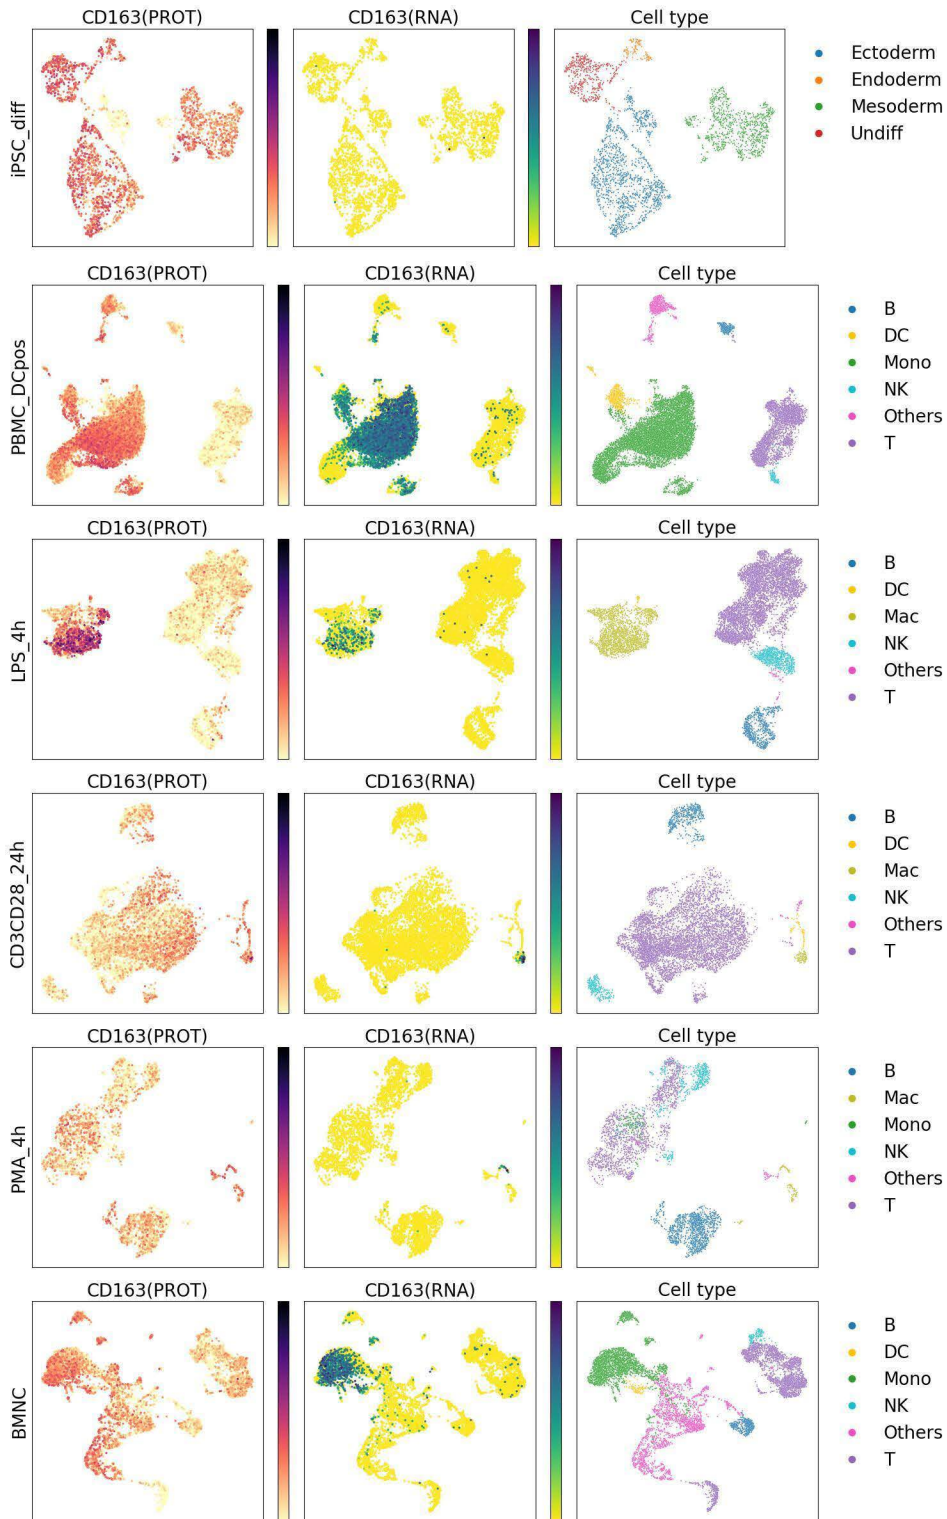 CD163(PROT) CD163(RNA) Cell type
iPSC_diff
Ectoderm
Endoderm
Mesoderm
Undiff
CD163(PROT) CD163(RNA) Cell type
PBMC_DCpos
B
DC
Mono
NK
Others
T
CD163(PROT) CD163(RNA) Cell type
LPS_4h
B
DC
Mac
NK
Others
T
CD163(PROT) CD163(RNA) Cell type
CD3CD28_24h
B
DC
Mac
NK
Others
T
CD163(PROT) CD163(RNA) Cell type
PMA_4h
B
Mac
Mono
NK
Others
T
CD163(PROT) CD163(RNA) Cell type
BMNC
B
DC
Mono
NK
Others
T